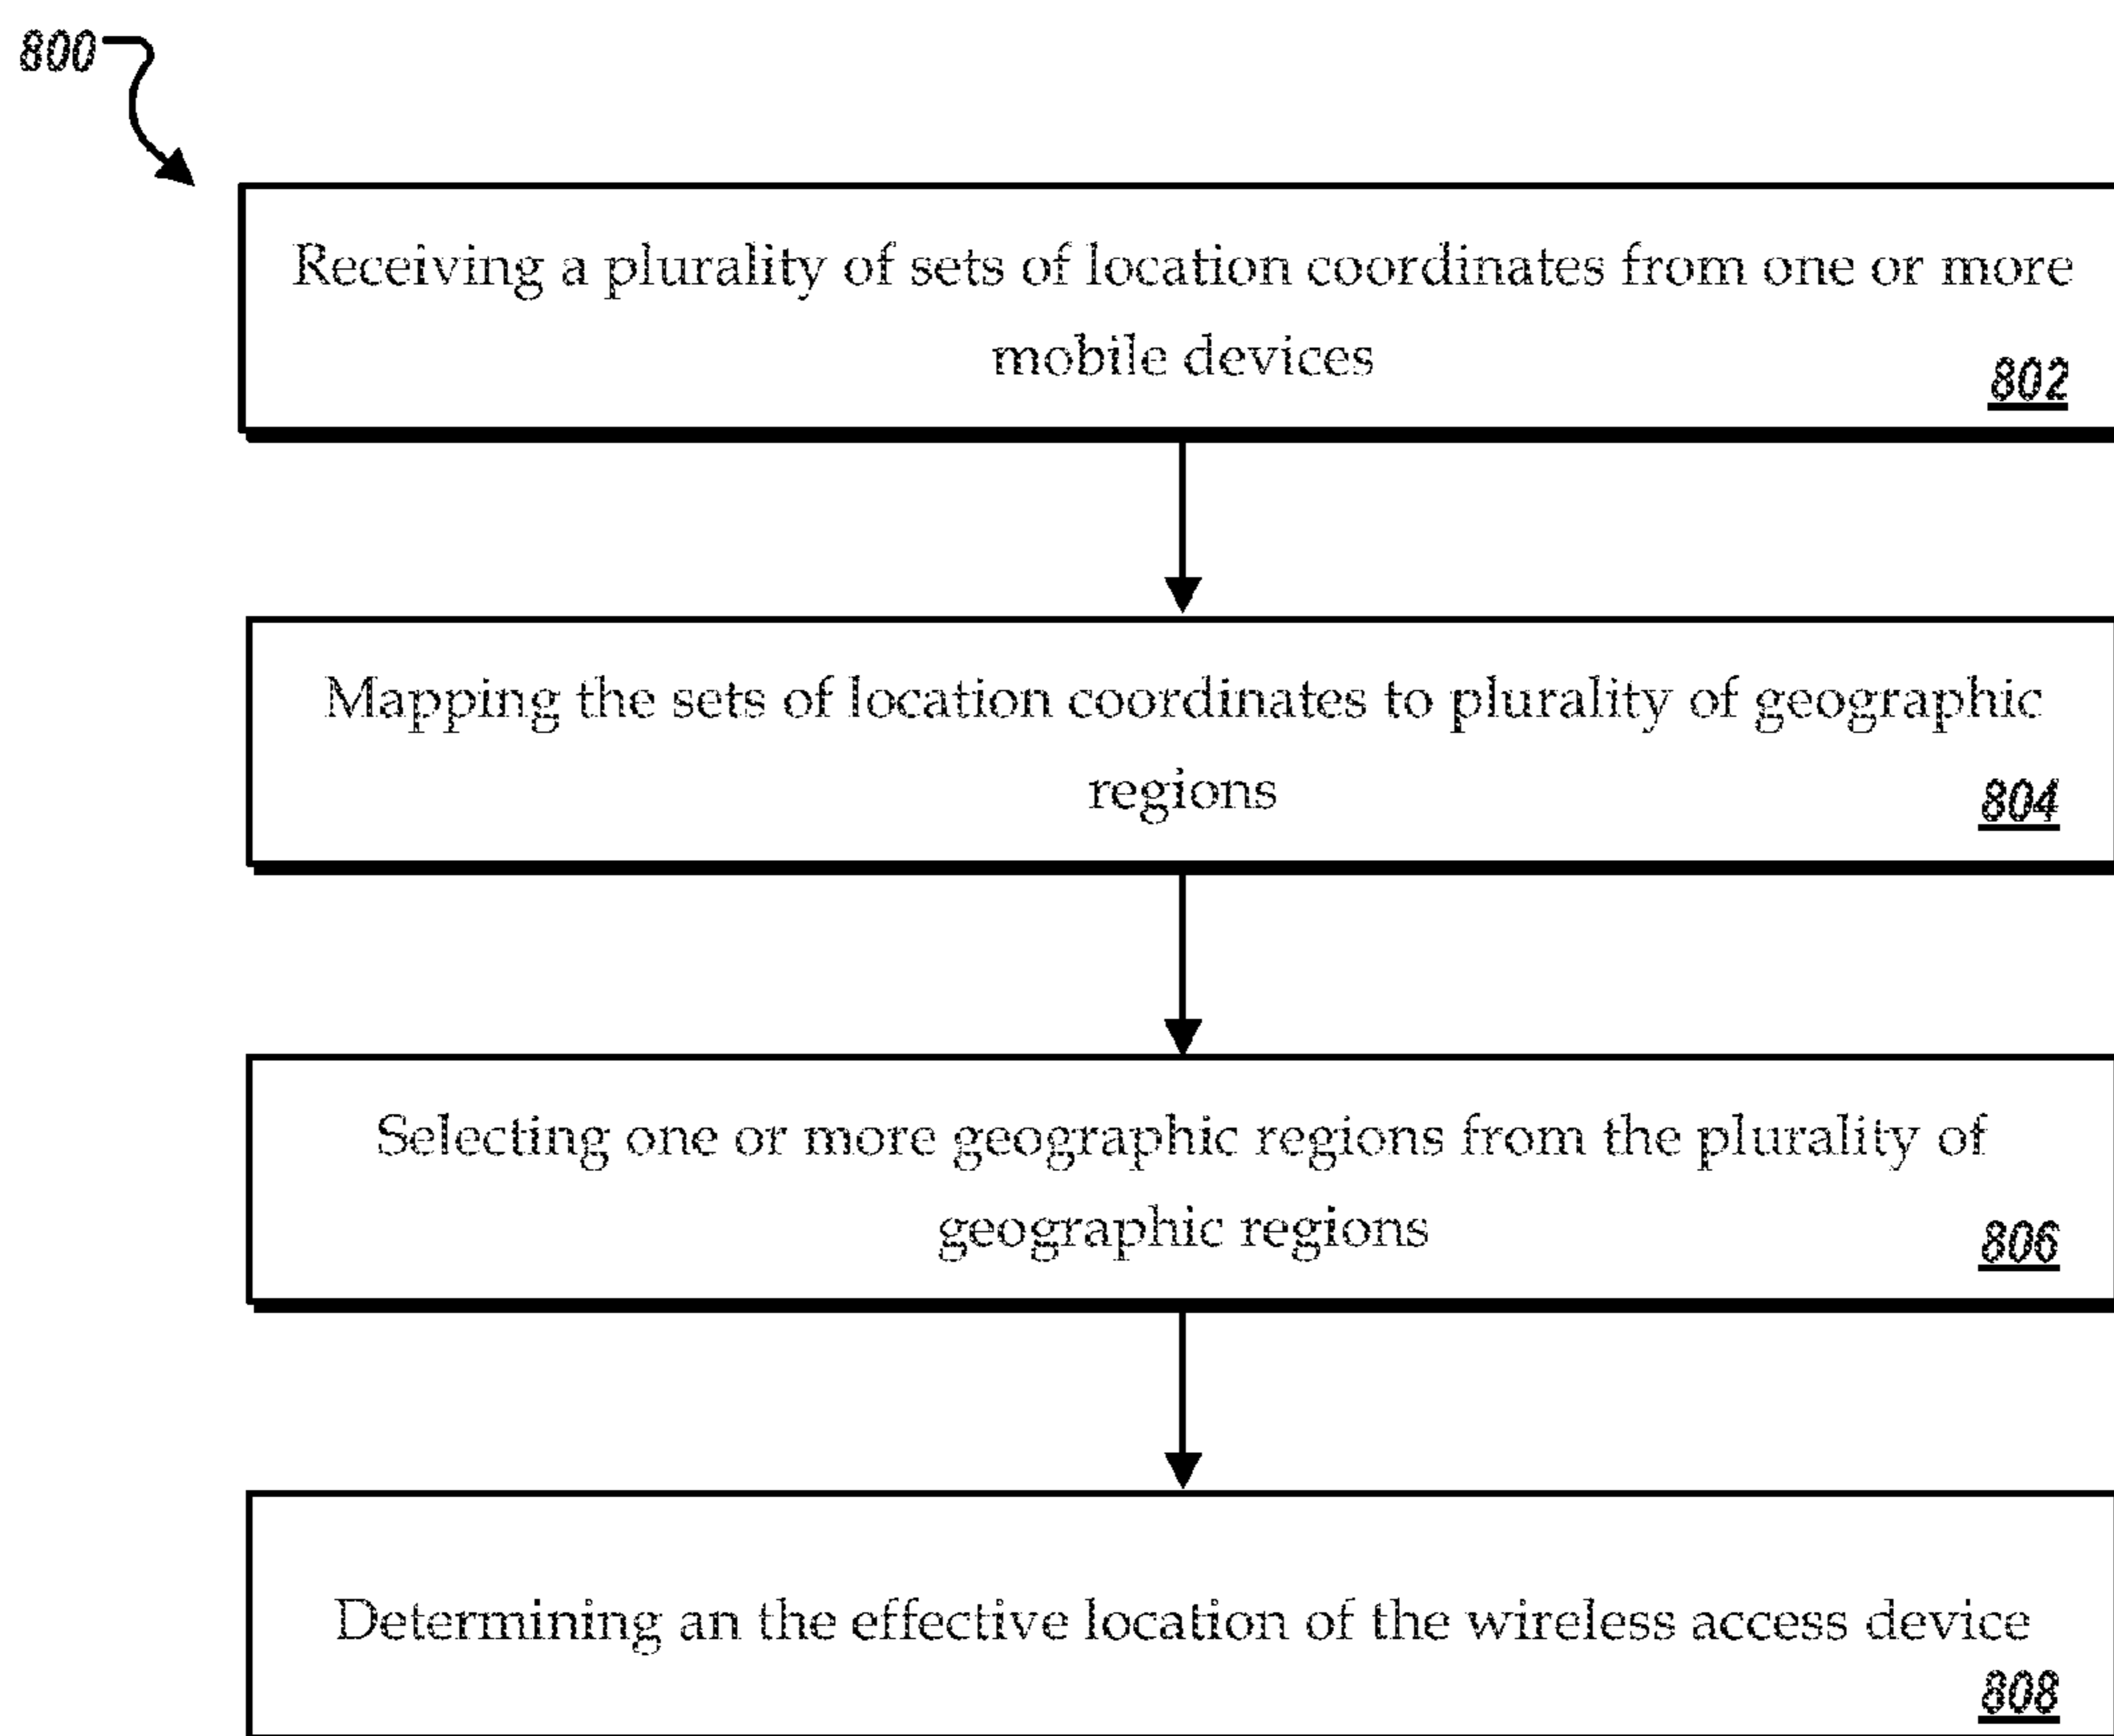 800
Receiving a plurality of sets of location coordinates from one or more
mobile devices
802
Mapping the sets of location coordinates to plurality of geographic
regions
804
Selecting one or more geographic regions from the plurality of
geographic regions
806
Determining an the effective location of the wireless access device
808